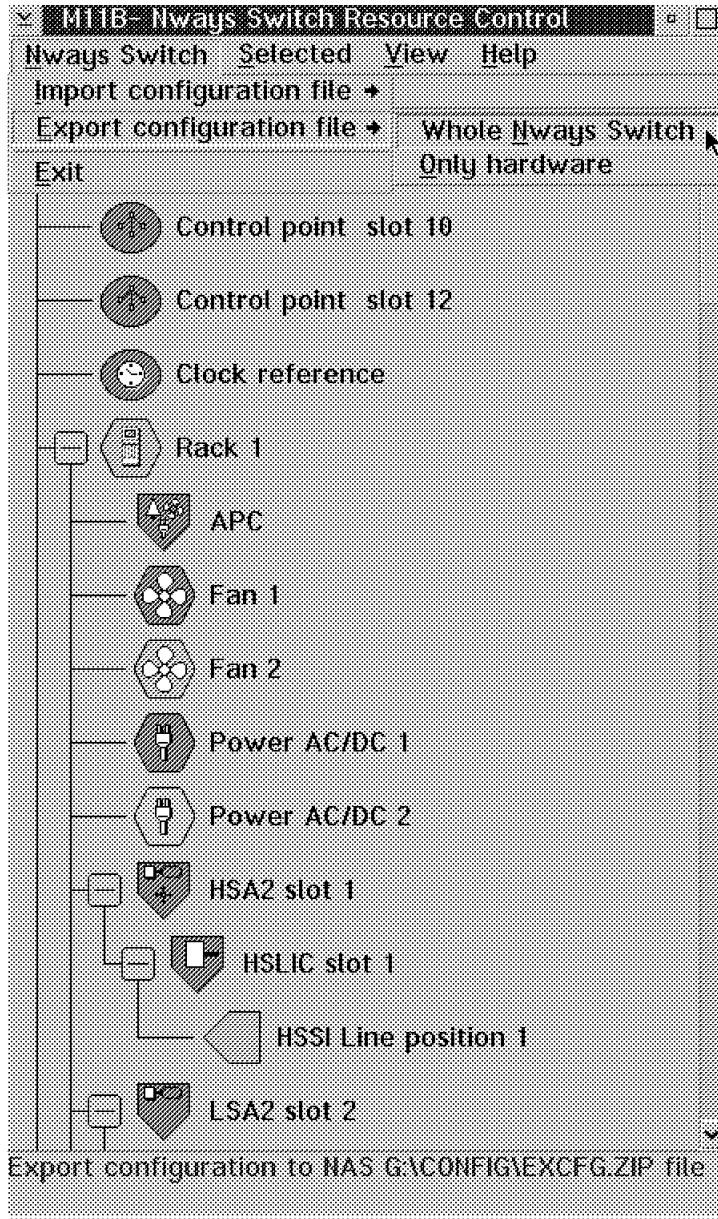 M11B- Nways Switch Resource Control
Nways Switch Selected View Help
Import configuration file →
Export configuration file → Whole Nways Switch
Only hardware
Exit
Control point slot 10
Control point slot 12
Clock reference
Rack 1
APC
Fan 1
Fan 2
Power AC/DC 1
Power AC/DC 2
HSA2 slot 1
HSLIC slot 1
HSSI Line position 1
LSA2 slot 2
Export configuration to NAS G:\CONFIG\EXCFG.ZIP file